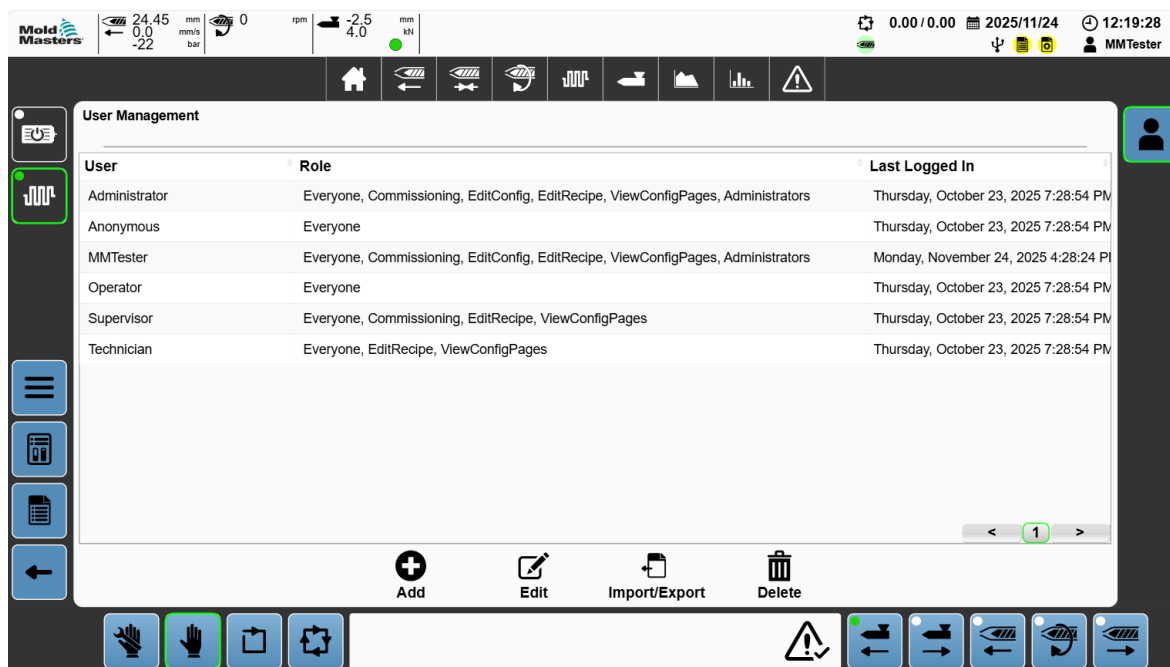 Mold
Masters
24.45 mm
0.0 mm/s
-22 bar
0 rpm
-2.5 mm
4.0 kN
0.00 / 0.00 2025/11/24 12:19:28
MMTester
User Management
User Role Last Logged In
Administrator Everyone, Commissioning, EditConfig, EditRecipe, ViewConfigPages, Administrators Thursday, October 23, 2025 7:28:54 PM
Anonymous Everyone Thursday, October 23, 2025 7:28:54 PM
MMTester Everyone, Commissioning, EditConfig, EditRecipe, ViewConfigPages, Administrators Monday, November 24, 2025 4:28:24 P
Operator Everyone Thursday, October 23, 2025 7:28:54 PM
Supervisor Everyone, Commissioning, EditRecipe, ViewConfigPages Thursday, October 23, 2025 7:28:54 PM
Technician Everyone, EditRecipe, ViewConfigPages Thursday, October 23, 2025 7:28:54 PM
< 1 >
Add Edit Import/Export Delete